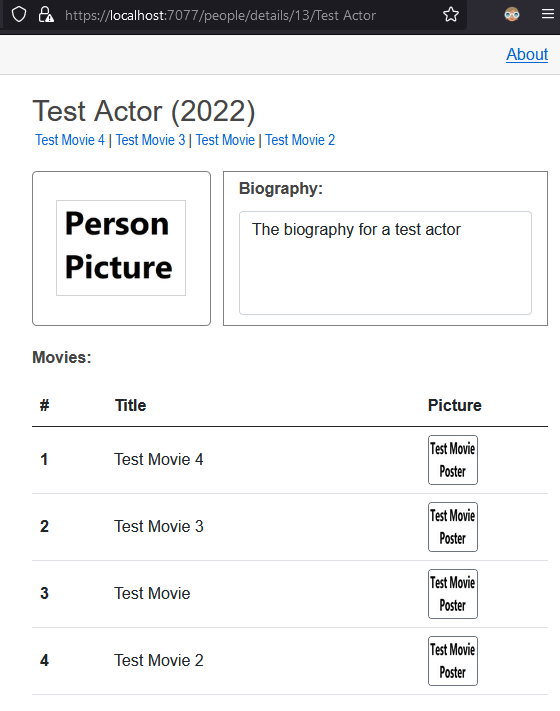 https://localhost:7077/people/details/13/Test Actor
About
Test Actor (2022)
Test Movie 4 | Test Movie 3 | Test Movie | Test Movie 2
Person
Picture
Biography:
The biography for a test actor
Movies:
# Title Picture
1 Test Movie 4 Test Movie
Poster
2 Test Movie 3 Test Movie
Poster
3 Test Movie Test Movie
Poster
4 Test Movie 2 Test Movie
Poster